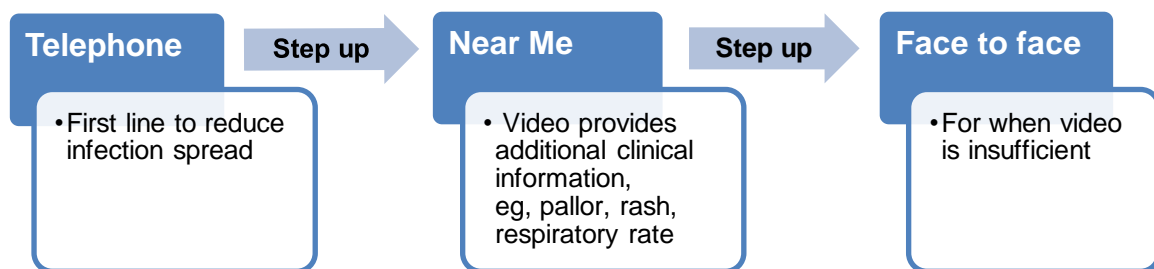 Telephone
Step up
Near Me
Step up
Face to face
•First line to reduce
infection spread
• Video provides
additional clinical
information,
eg, pallor, rash,
respiratory rate
•For when video
is insufficient